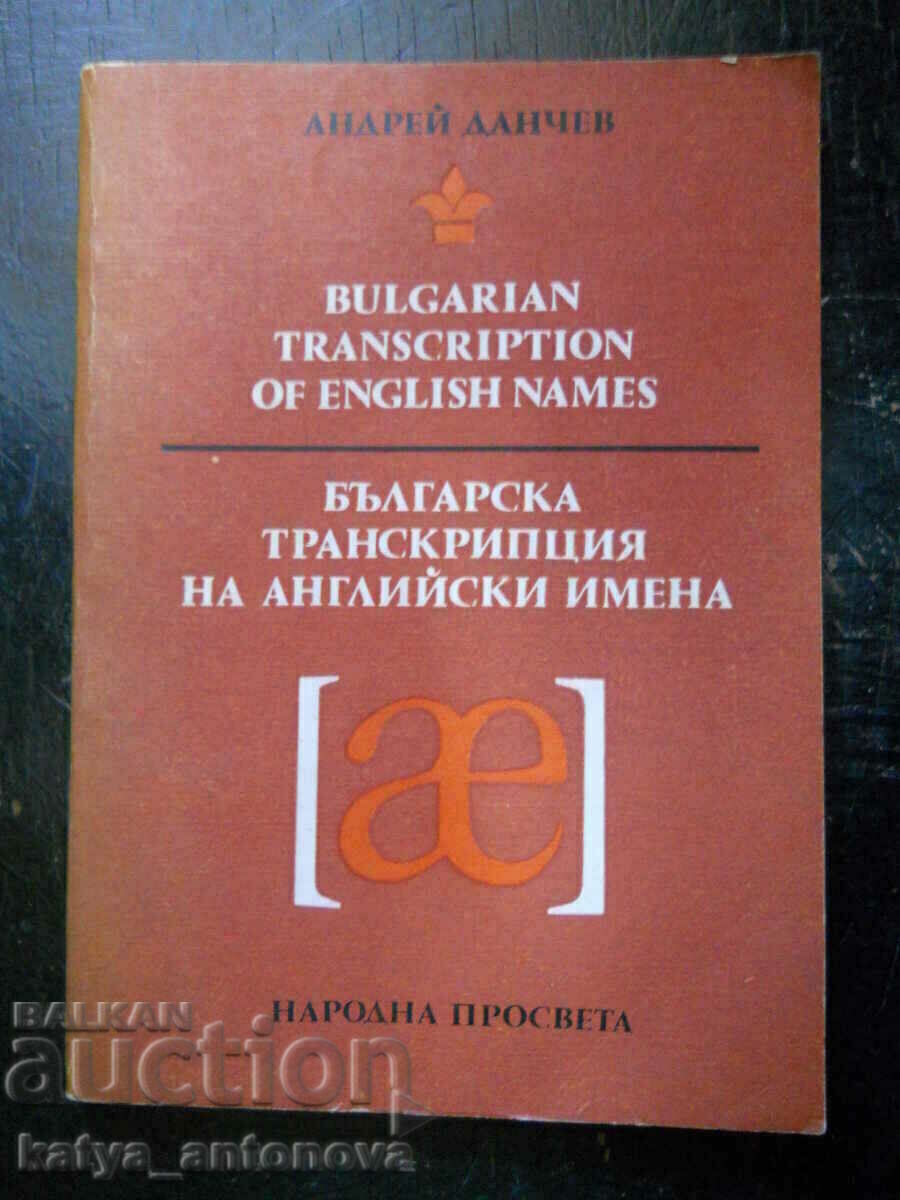 АНДРЕЙ ДАНЧЕВ
BULGARIAN
TRANSCRIPTION
OF ENGLISH NAMES
БЪЛГАРСКА
ТРАНСКРИПЦИЯ
НА АНГЛИЙСКИ ИМЕНА
[æ]
НАРОДНА ПРОСВЕТА
BALKAN
auction
katya_antonova